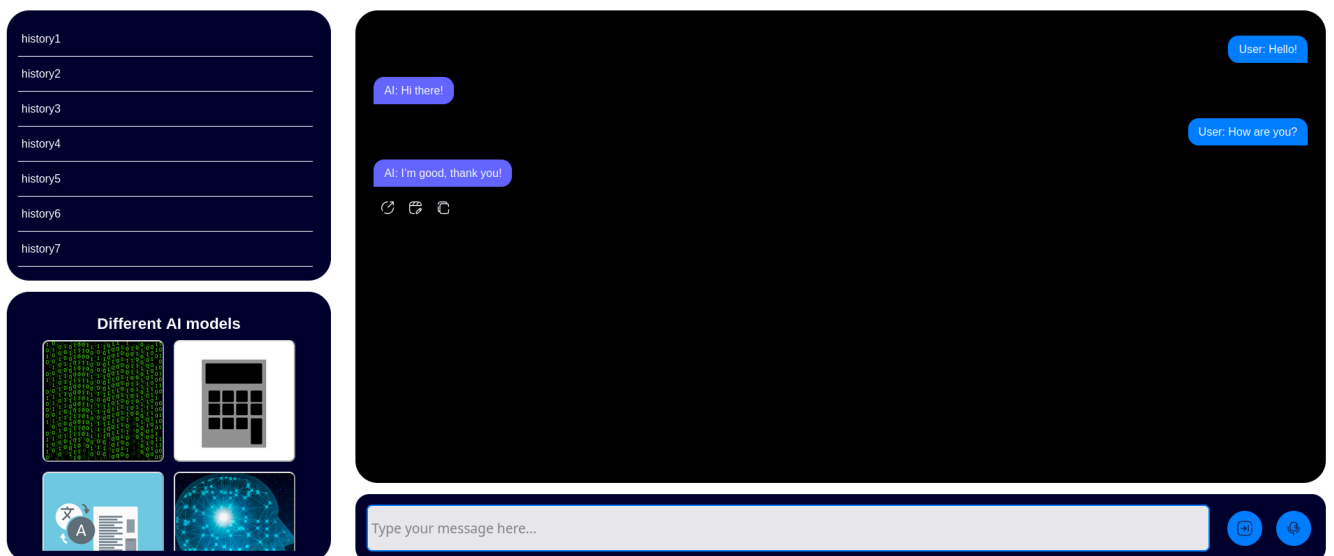 history1
history2
history3
history4
history5
history6
history7
Different AI models
文
A
User: Hello!
AI: Hi there!
User: How are you?
AI: I'm good, thank you!
Type your message here...